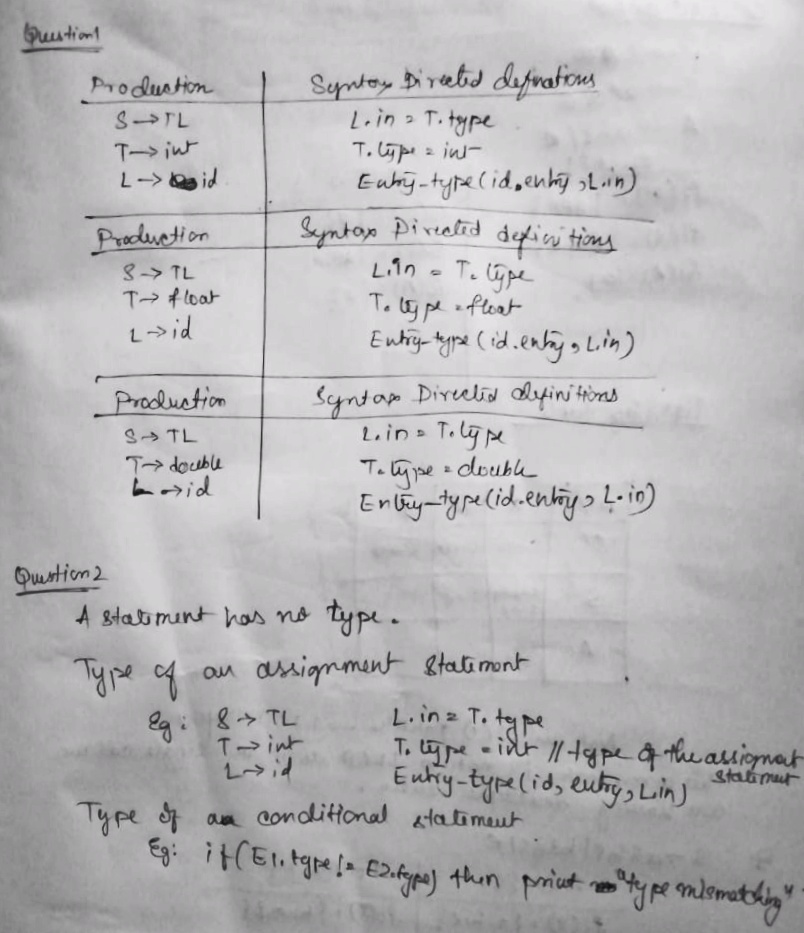 Question1
Production Syntax Directed defnations
S → TL L.in = T.type
T → int T.type = int
L → id Entry-type(id.entry, L.in)
Production Syntax Directed definitions
S → TL L.in = T.type
T → float T.type = float
L → id Entry-type(id.entry, L.in)
Production Syntax Directed definitions
S → TL L.in = T.type
T → double T.type = double
L → id Entry-type(id.entry, L.in)
Question2
A statement has no type.
Type of an assignment statement
Eg: S → TL L.in = T.type
T → int T.type = int // type of the assignment
statement
L → id Entry-type(id, entry, L.in)
Type of an conditional statement
Eg: if(E1.type != E2.type) then print "type mismatching"